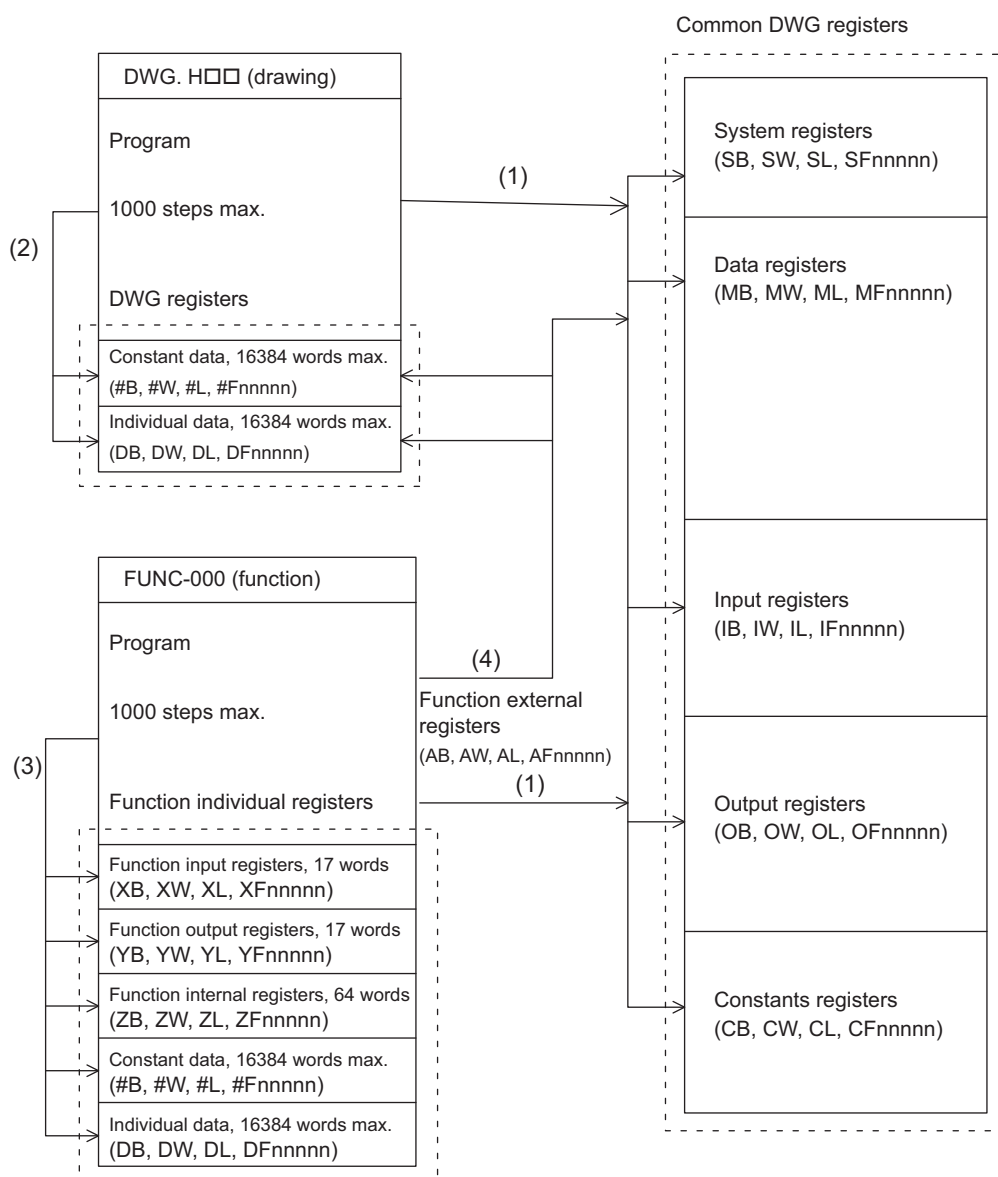 Common DWG registers
DWG. H□□ (drawing)
Program
1000 steps max.
DWG registers
Constant data, 16384 words max.
(#B, #W, #L, #Fnnnnn)
Individual data, 16384 words max.
(DB, DW, DL, DFnnnnn)
(1)
(2)
System registers
(SB, SW, SL, SFnnnnn)
Data registers
(MB, MW, ML, MFnnnnn)
Input registers
(IB, IW, IL, IFnnnnn)
Output registers
(OB, OW, OL, OFnnnnn)
Constants registers
(CB, CW, CL, CFnnnnn)
FUNC-000 (function)
Program
1000 steps max.
Function individual registers
(3)
(4)
Function external
registers
(AB, AW, AL, AFnnnnn)
(1)
Function input registers, 17 words
(XB, XW, XL, XFnnnnn)
Function output registers, 17 words
(YB, YW, YL, YFnnnnn)
Function internal registers, 64 words
(ZB, ZW, ZL, ZFnnnnn)
Constant data, 16384 words max.
(#B, #W, #L, #Fnnnnn)
Individual data, 16384 words max.
(DB, DW, DL, DFnnnnn)